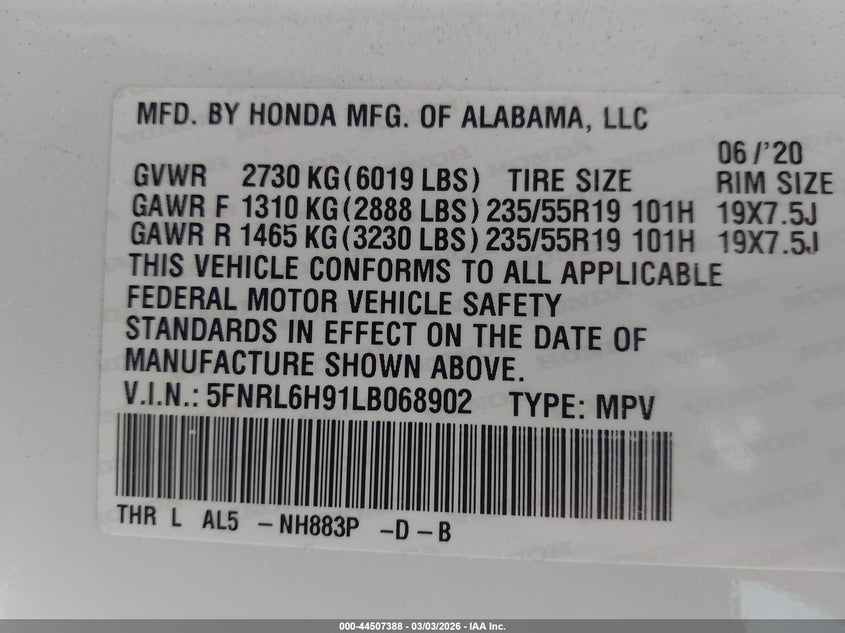 MFD. BY HONDA MFG. OF ALABAMA, LLC
06/'20
GVWR 2730 KG(6019 LBS) TIRE SIZE RIM SIZE
GAWR F 1310 KG(2888 LBS) 235/55R19 101H 19X7.5J
GAWR R 1465 KG(3230 LBS) 235/55R19 101H 19X7.5J
THIS VEHICLE CONFORMS TO ALL APPLICABLE
FEDERAL MOTOR VEHICLE SAFETY
STANDARDS IN EFFECT ON THE DATE OF
MANUFACTURE SHOWN ABOVE.
V.I.N.: 5FNRL6H91LB068902 TYPE: MPV
THR L AL5 -NH883P -D-B
000-44507388 - 03/03/2026 - IAA Inc.